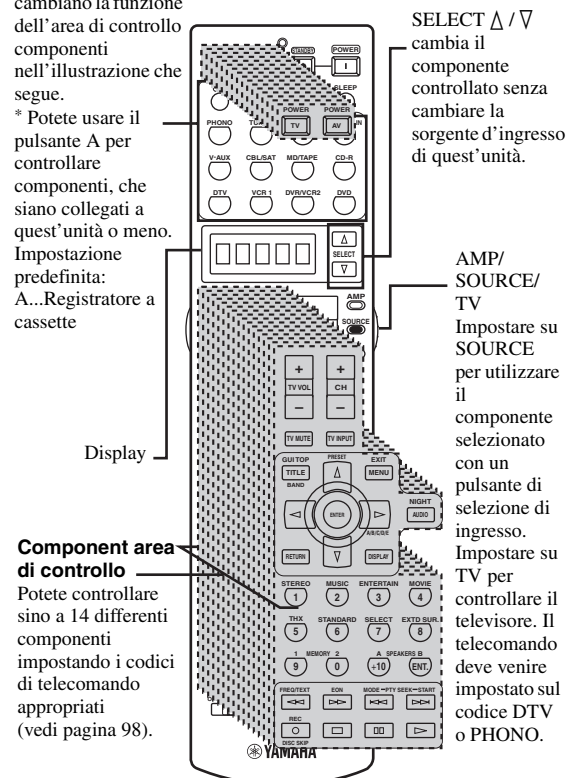 cambiano la funzione
dell'area di controllo
componenti
nell'illustrazione che
segue.
* Potete usare il
pulsante A per
controllare
componenti, che
siano collegati a
quest'unità o meno.
Impostazione
predefinita:
A...Registratore a
cassette
Display
Component area
di controllo
Potete controllare
sino a 14 differenti
componenti
impostando i codici
di telecomando
appropriati
(vedi pagina 98).
STANDBY POWER
SLEEP
POWER POWER
TV AV
PHONO
V-AUX CBL/SAT MD/TAPE CD-R
DTV VCR 1 DVR/VCR2 DVD
SELECT
AMP
SOURCE
+ +
TV VOL CH
– –
TV MUTE TV INPUT
GUI TOP PRESET EXIT
TITLE MENU
BAND
ENTER
A/B/C/D/E
RETURN DISPLAY
NIGHT
AUDIO
STEREO MUSIC ENTERTAIN MOVIE
1 2 3 4
THX STANDARD SELECT EXTD SUR.
5 6 7 8
1 MEMORY 2 A SPEAKERS B
9 0 +10 ENT.
FREQ/TEXT EON MODE PTY SEEK START
REC
DISC SKIP
YAMAHA
SELECT △ / ▽
cambia il
componente
controllato senza
cambiare la
sorgente d'ingresso
di quest'unità.
AMP/
SOURCE/
TV
Impostare su
SOURCE
per utilizzare
il
componente
selezionato
con un
pulsante di
selezione di
ingresso.
Impostare su
TV per
controllare il
televisore. Il
telecomando
deve venire
impostato sul
codice DTV
o PHONO.